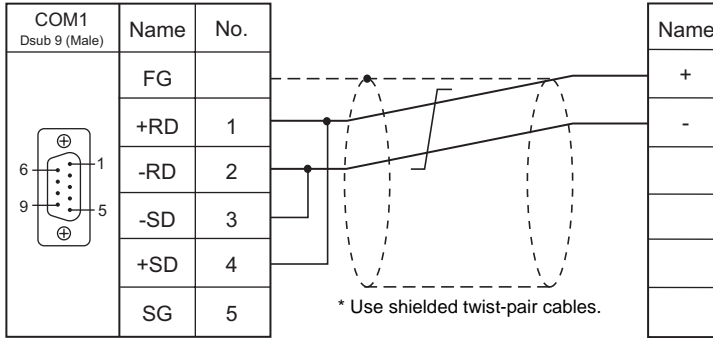 COM1
Dsub 9 (Male)
Name
No.
Name
FG
+
+RD
1
-
-RD
2
6
1
9
5
-SD
3
+SD
4
SG
5
* Use shielded twist-pair cables.